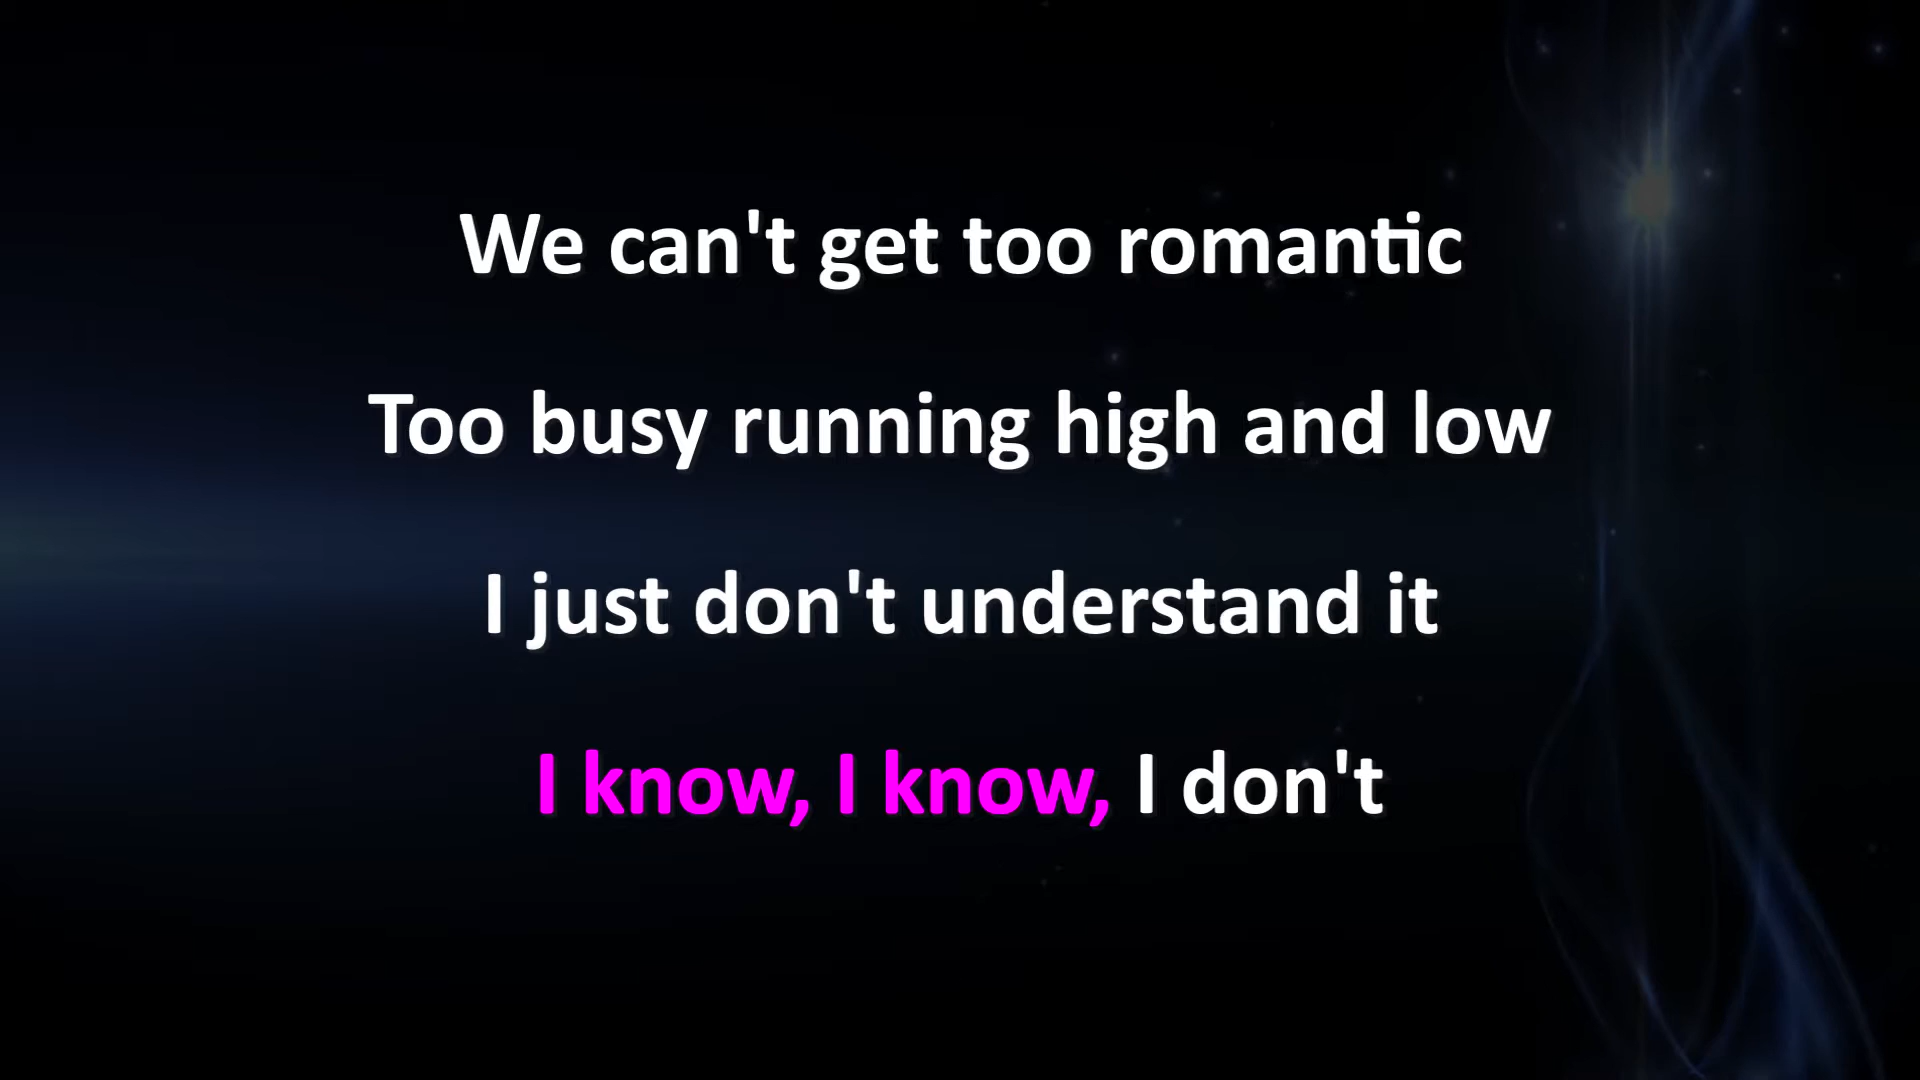 We can't get too romantic
Too busy running high and low
I just don't understand it
I know, I know, I don't